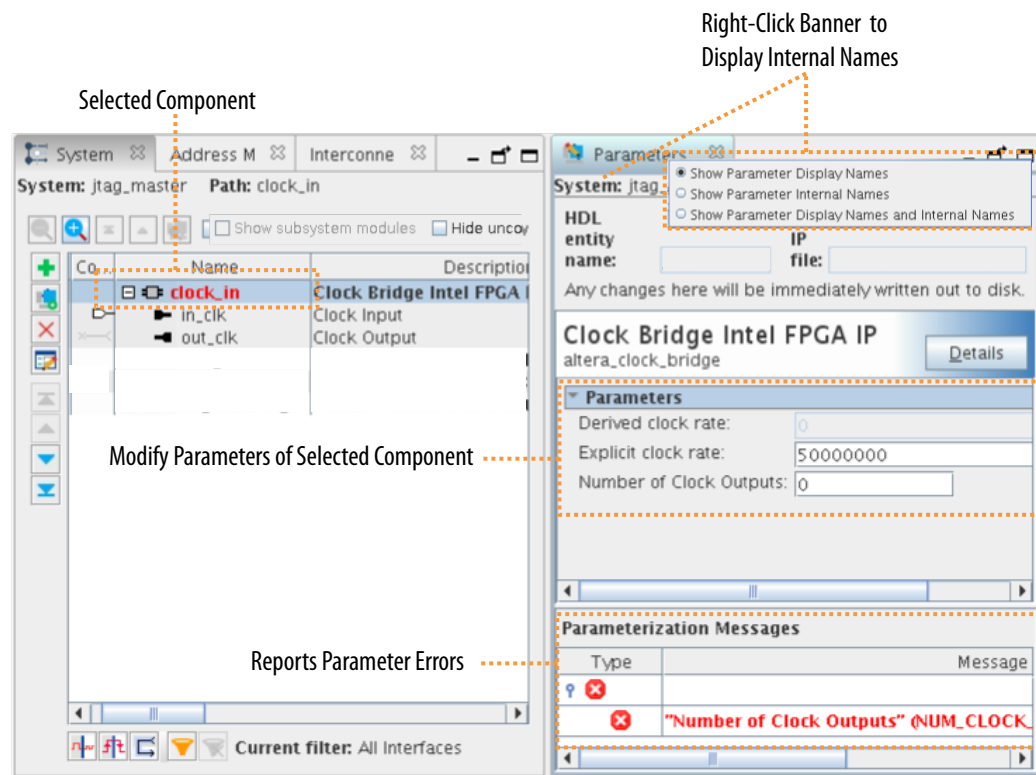 Right-Click Banner to
Display Internal Names
Selected Component
System
Address M
Interconne
System: jtag_master Path: clock_in
Show subsystem modules
Hide uncov
Co
Name
Description
clock_in
Clock Bridge Intel FPGA I
in_clk
Clock Input
out_clk
Clock Output
Modify Parameters of Selected Component
Reports Parameter Errors
Current filter: All Interfaces
Parameters
System: jtag_
Show Parameter Display Names
Show Parameter Internal Names
Show Parameter Display Names and Internal Names
HDL
entity
name:
IP
file:
Any changes here will be immediately written out to disk.
Clock Bridge Intel FPGA IP
altera_clock_bridge
Details
Parameters
Derived clock rate:
0
Explicit clock rate:
50000000
Number of Clock Outputs:
0
Parameterization Messages
Type
Message
"Number of Clock Outputs" (NUM_CLOCK_